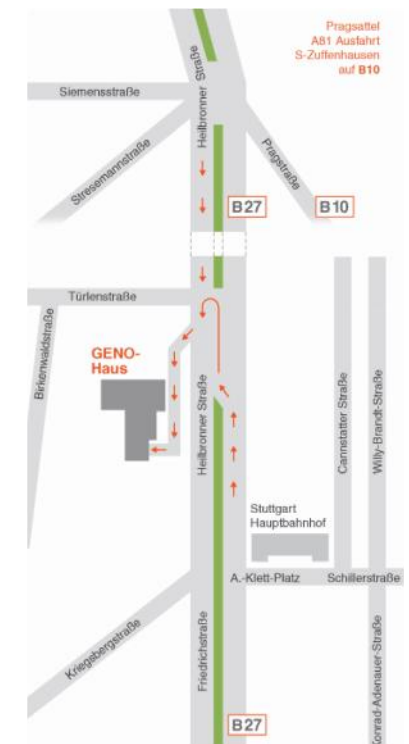 Pragsattel
A81 Ausfahrt
S-Zuffenhausen
auf B10
Heilbronner Straße
Siemensstraße
Stresemannstraße
Pragstraße
B27
B10
Türlenstraße
Birkenwaldstraße
GENO-
Haus
Heilbronner Straße
Cannstatter Straße
Willy-Brandt-Straße
Stuttgart
Hauptbahnhof
A.-Klett-Platz
Schillerstraße
Kriegsbergstraße
Friedrichstraße
Konrad-Adenauer-Straße
B27